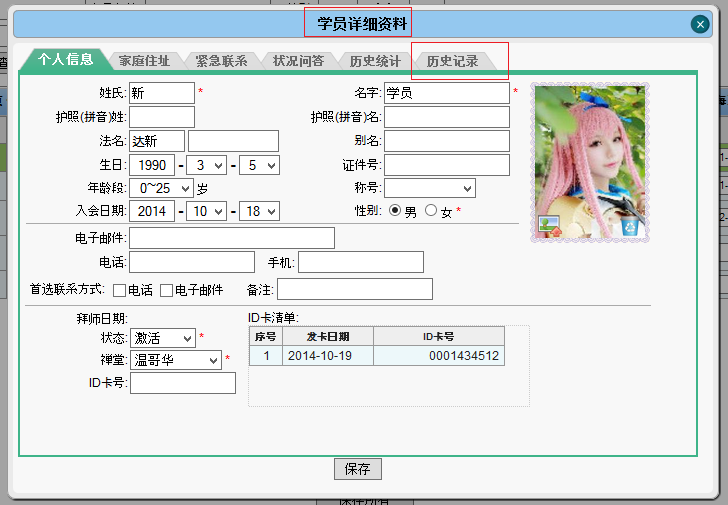 学员详细资料
个人信息 家庭住址 紧急联系 状况问答 历史统计 历史记录
姓氏: 新 * 名字: 学员 *
护照(拼音)姓: 护照(拼音)名:
法名: 达新 别名:
生日: 1990 - 3 - 5 证件号:
年龄段: 0~25 岁 称号:
入会日期: 2014 - 10 - 18 性别: 男 女 *
电子邮件:
电话: 手机:
首选联系方式: 电话 电子邮件 备注:
拜师日期: ID卡清单:
状态: 激活 * 序号 发卡日期 ID卡号
禅堂: 温哥华 * 1 2014-10-19 0001434512
ID卡号:
保存